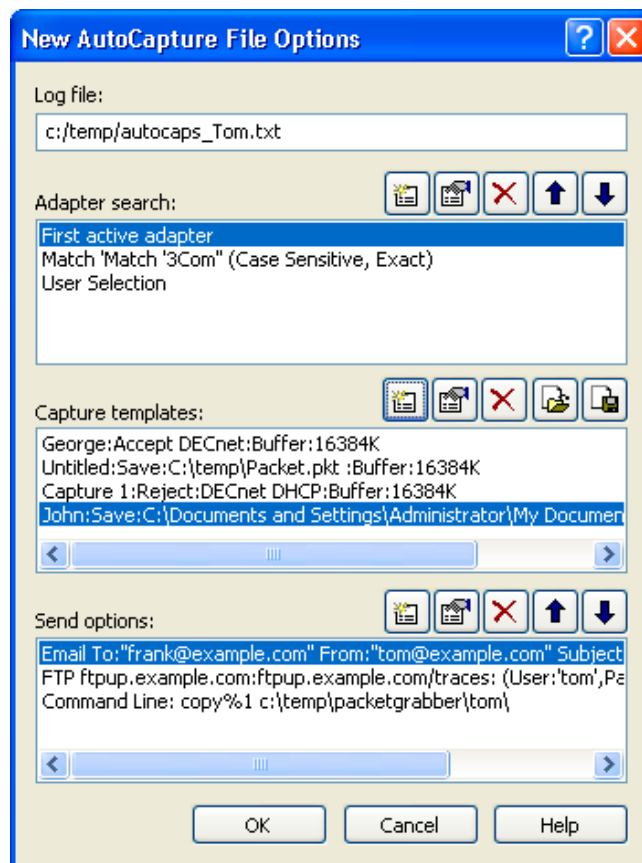 New AutoCapture File Options
Log file:
c:/temp/autocaps_Tom.txt
Adapter search:
First active adapter
Match 'Match '3Com'' (Case Sensitive, Exact)
User Selection
Capture templates:
George:Accept DECnet:Buffer:16384K
Untitled:Save:C:\temp\Packet.pkt :Buffer:16384K
Capture 1:Reject:DECnet DHCP:Buffer:16384K
John:Save:C:\Documents and Settings\Administrator\My Documen
Send options:
Email To:"frank@example.com" From:"tom@example.com" Subject
FTP ftpup.example.com:ftpup.example.com/traces: (User:'tom',Pa
Command Line: copy%1 c:\temp\packetgrabber\tom\
OK
Cancel
Help